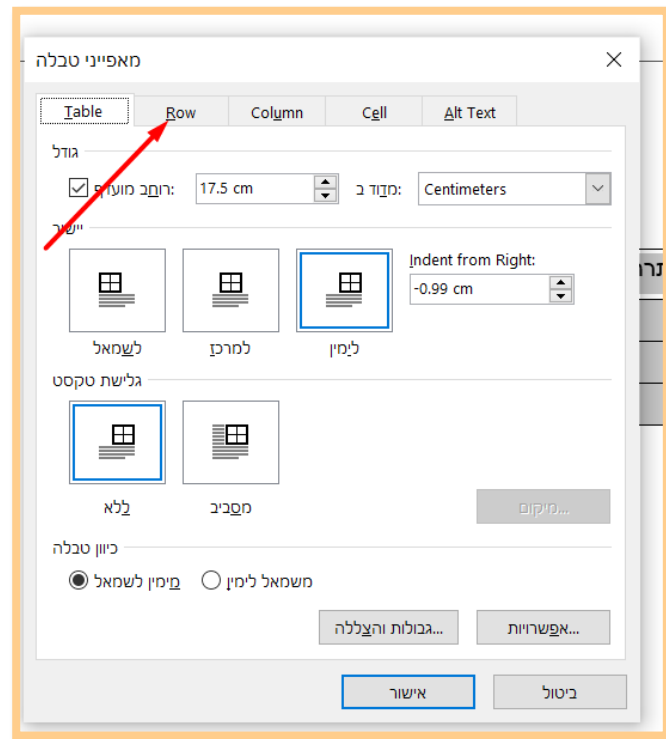 מאפייני טבלה
Table Row Column Cell Alt Text
גודל
רוחב מועדף: 17.5 cm מדוד ב: Centimeters
יישור
Indent from Right:
-0.99 cm
לשמאל למרכז לימין
גלישת טקסט
ללא מסביב
מיקום...
כיוון טבלה
מימין לשמאל משמאל לימין
גבולות והצללה... אפשרויות...
אישור ביטול